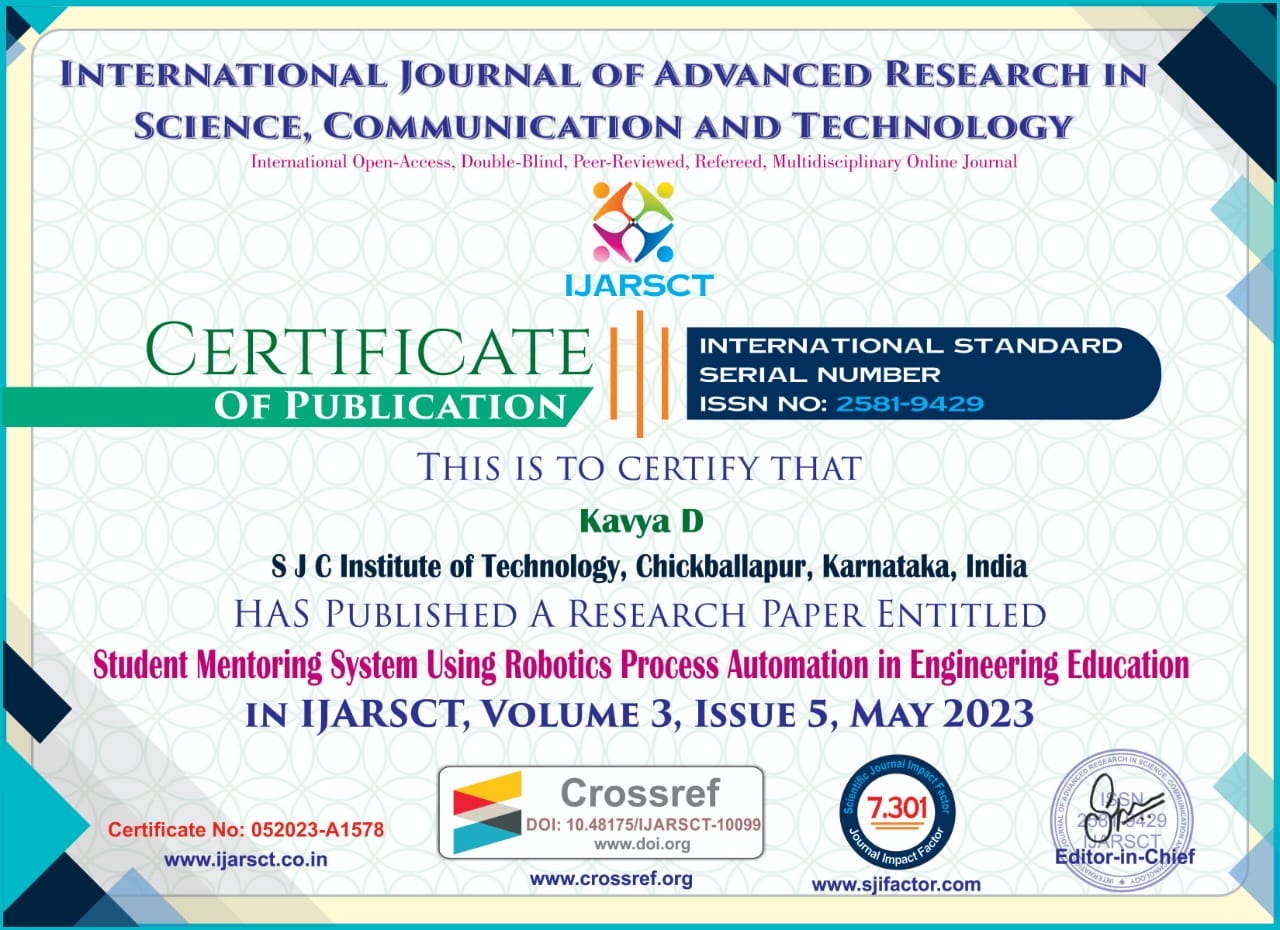 INTERNATIONAL JOURNAL OF ADVANCED RESEARCH IN
SCIENCE, COMMUNICATION AND TECHNOLOGY
International Open-Access, Double-Blind, Peer-Reviewed, Refereed, Multidisciplinary Online Journal
IJARSCT
CERTIFICATE
OF PUBLICATION
INTERNATIONAL STANDARD
SERIAL NUMBER
ISSN NO: 2581-9429
THIS IS TO CERTIFY THAT
Kavya D
S J C Institute of Technology, Chickballapur, Karnataka, India
HAS PUBLISHED A RESEARCH PAPER ENTITLED
Student Mentoring System Using Robotics Process Automation in Engineering Education
IN IJARSCT, VOLUME 3, ISSUE 5, MAY 2023
Certificate No: 052023-A1578
www.ijarsct.co.in
Crossref
DOI: 10.48175/IJARSCT-10099
www.doi.org
www.crossref.org
Scientific Journal Impact Factor
7.301
Journal Impact Factor
www.sjifactor.com
INTERNATIONAL JOURNAL OF ADVANCED RESEARCH IN SCIENCE, COMMUNICATION AND TECHNOLOGY
ISSN
2581-9429
IJARSCT
Editor-in-Chief